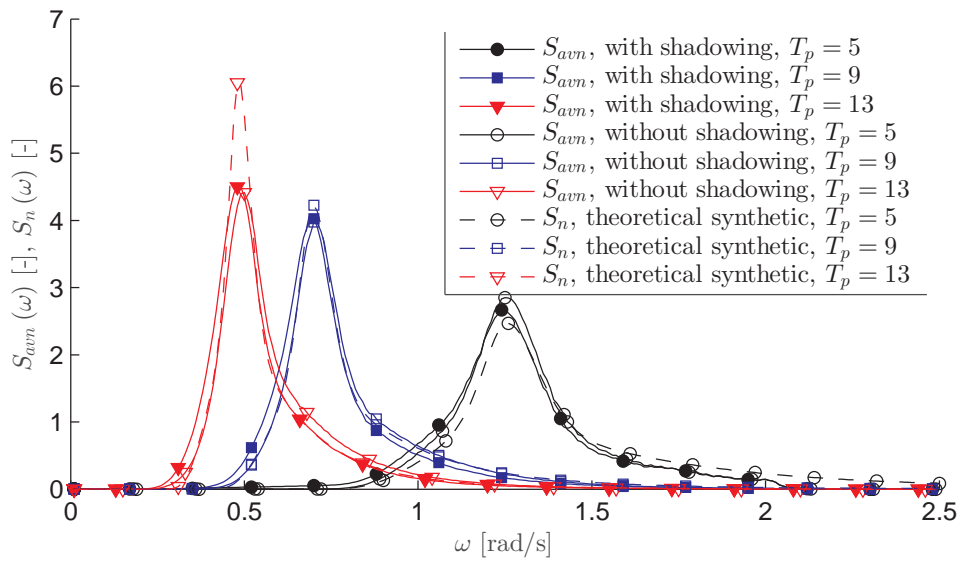 7
6
5
4
3
2
1
0
S_avn (ω) [-], S_n (ω) [-]
S_avn, with shadowing, T_p = 5
S_avn, with shadowing, T_p = 9
S_avn, with shadowing, T_p = 13
S_avn, without shadowing, T_p = 5
S_avn, without shadowing, T_p = 9
S_avn, without shadowing, T_p = 13
S_n, theoretical synthetic, T_p = 5
S_n, theoretical synthetic, T_p = 9
S_n, theoretical synthetic, T_p = 13
0 0.5 1 1.5 2 2.5
ω [rad/s]